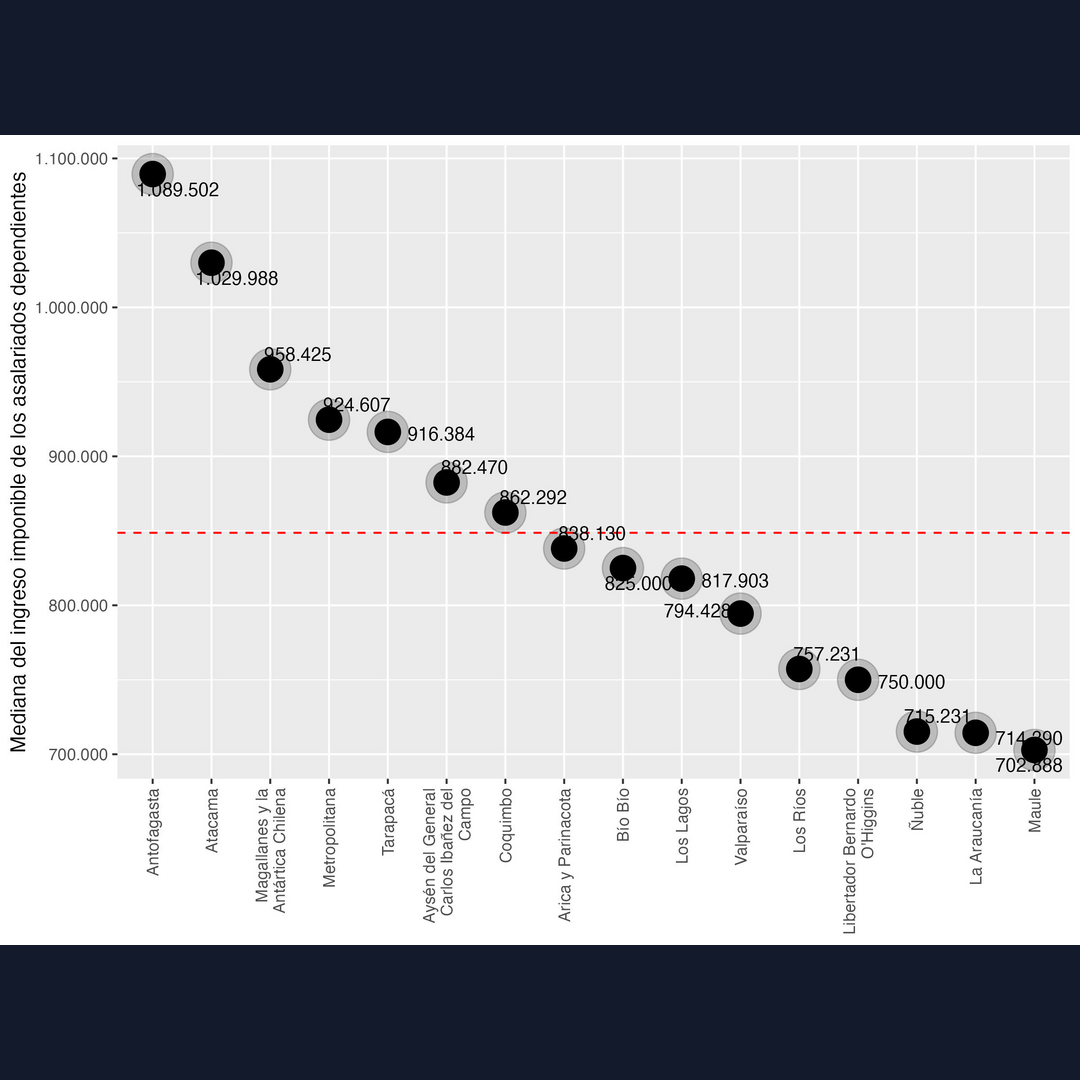 Mediana del ingreso imponible de los asalariados dependientes
1.100.000
1.000.000
900.000
800.000
700.000
1.089.502
1.029.988
958.425
924.607
916.384
882.470
862.292
838.130
825.000
817.903
794.428
757.231
750.000
715.231
714.290
702.888
Antofagasta
Atacama
Magallanes y la
Antártica Chilena
Metropolitana
Tarapacá
Aysén del General
Carlos Ibañez del
Campo
Coquimbo
Arica y Parinacota
Bío Bío
Los Lagos
Valparaíso
Los Ríos
Libertador Bernardo
O'Higgins
Ñuble
La Araucanía
Maule